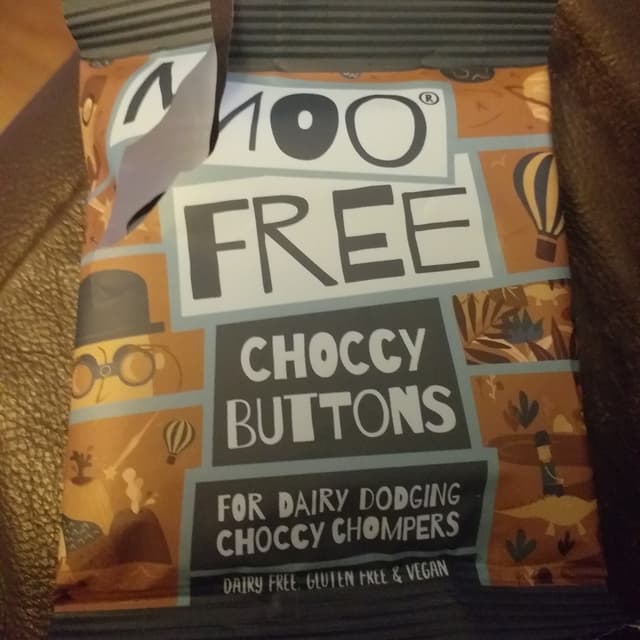 MOO®
FREE
CHOCCY
BUTTONS
FOR DAIRY DODGING
CHOCCY CHOMPERS
DAIRY FREE, GLUTEN FREE & VEGAN